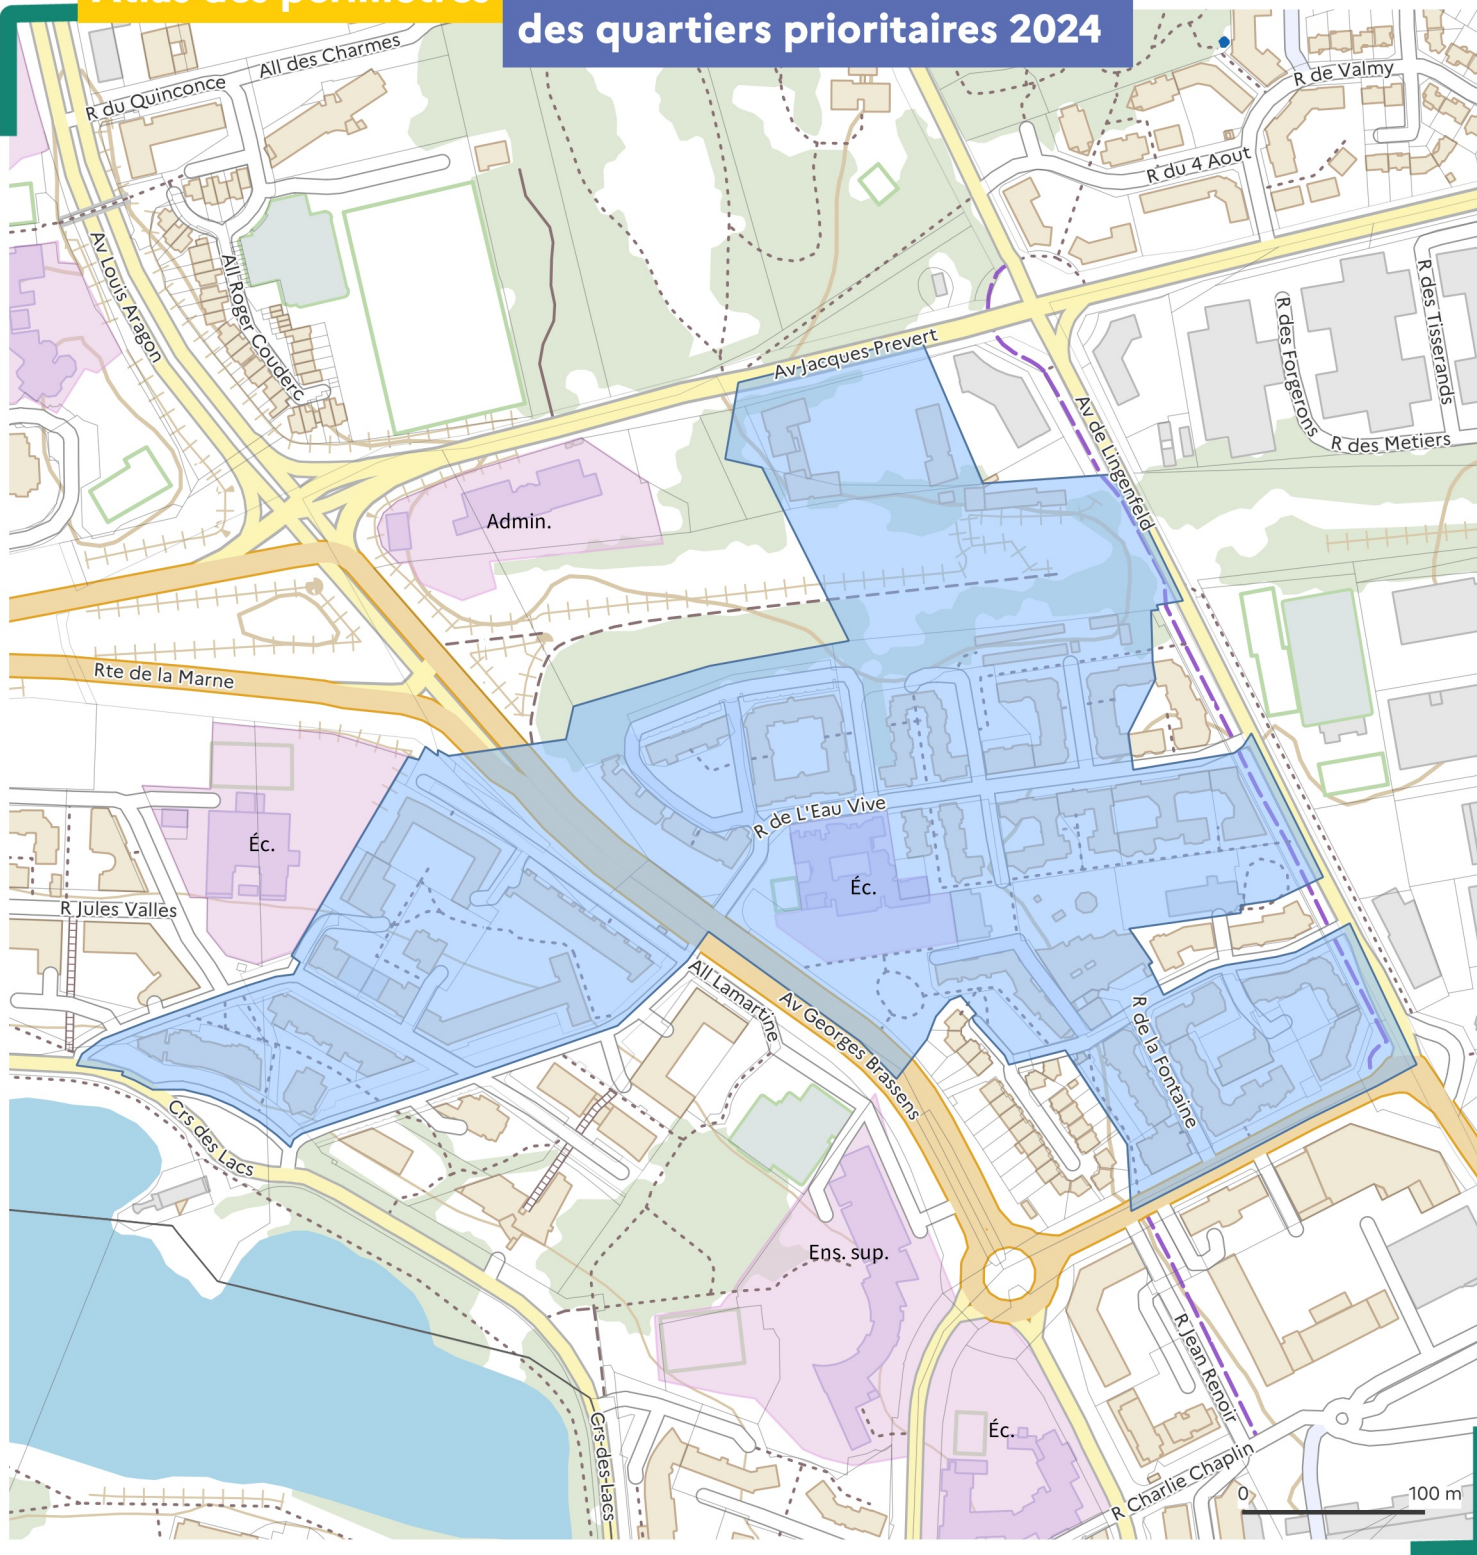 Atlas des périmètres
des quartiers prioritaires 2024
R du Quinconce
All des Charmes
R de Valmy
R du 4 Aout
Av Louis Aragon
All Roger Couderc
Av Jacques Prevert
R des Forgerons
R des Tisserands
R des Metiers
Av de Lingenfeld
Admin.
Rte de la Marne
R de L'Eau Vive
Éc.
Éc.
R Jules Valles
All Lamartine
Av Georges Brassens
R de la Fontaine
Crs des Lacs
Ens. sup.
R Jean Renoir
Éc.
Crs-des-Lacs
R Charlie Chaplin
0 100 m